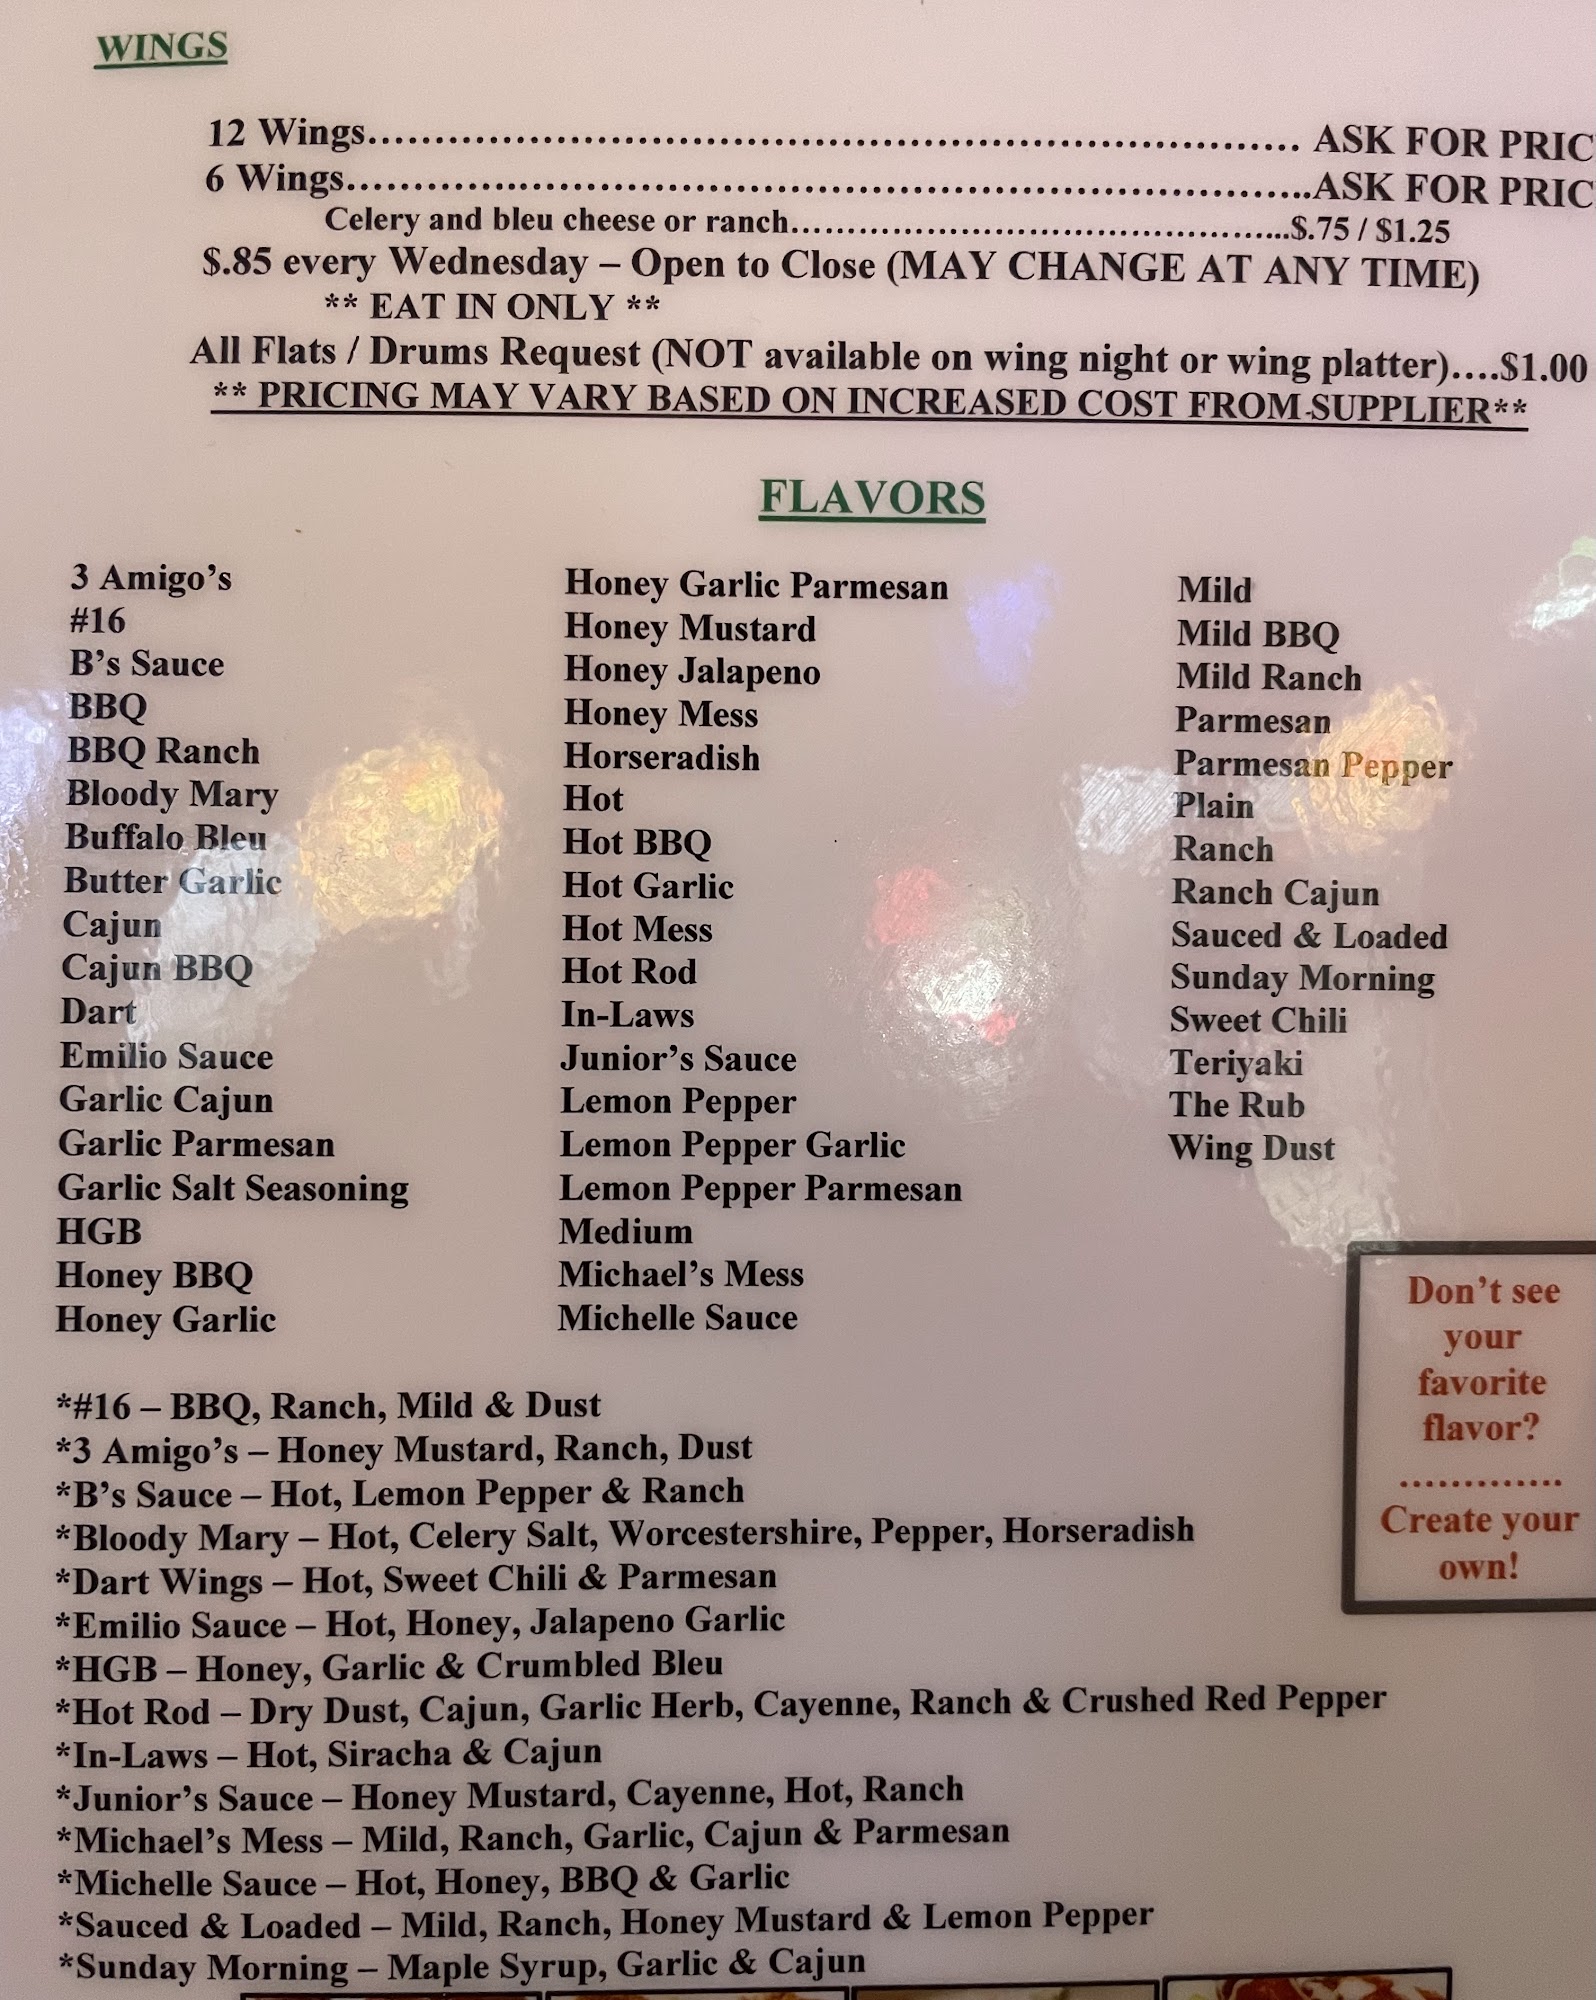 WINGS
12 Wings.......................................................................... ASK FOR PRIC
6 Wings..............................................................................ASK FOR PRIC
Celery and bleu cheese or ranch................................................$.75 / $1.25
$.85 every Wednesday – Open to Close (MAY CHANGE AT ANY TIME)
** EAT IN ONLY **
All Flats / Drums Request (NOT available on wing night or wing platter)....$1.00
** PRICING MAY VARY BASED ON INCREASED COST FROM SUPPLIER**
FLAVORS
3 Amigo's
#16
B's Sauce
BBQ
BBQ Ranch
Bloody Mary
Buffalo Bleu
Butter Garlic
Cajun
Cajun BBQ
Dart
Emilio Sauce
Garlic Cajun
Garlic Parmesan
Garlic Salt Seasoning
HGB
Honey BBQ
Honey Garlic
Honey Garlic Parmesan
Honey Mustard
Honey Jalapeno
Honey Mess
Horseradish
Hot
Hot BBQ
Hot Garlic
Hot Mess
Hot Rod
In-Laws
Junior's Sauce
Lemon Pepper
Lemon Pepper Garlic
Lemon Pepper Parmesan
Medium
Michael's Mess
Michelle Sauce
Mild
Mild BBQ
Mild Ranch
Parmesan
Parmesan Pepper
Plain
Ranch
Ranch Cajun
Sauced & Loaded
Sunday Morning
Sweet Chili
Teriyaki
The Rub
Wing Dust
Don't see
your
favorite
flavor?
.............
Create your
own!
*#16 – BBQ, Ranch, Mild & Dust
*3 Amigo's – Honey Mustard, Ranch, Dust
*B's Sauce – Hot, Lemon Pepper & Ranch
*Bloody Mary – Hot, Celery Salt, Worcestershire, Pepper, Horseradish
*Dart Wings – Hot, Sweet Chili & Parmesan
*Emilio Sauce – Hot, Honey, Jalapeno Garlic
*HGB – Honey, Garlic & Crumbled Bleu
*Hot Rod – Dry Dust, Cajun, Garlic Herb, Cayenne, Ranch & Crushed Red Pepper
*In-Laws – Hot, Siracha & Cajun
*Junior's Sauce – Honey Mustard, Cayenne, Hot, Ranch
*Michael's Mess – Mild, Ranch, Garlic, Cajun & Parmesan
*Michelle Sauce – Hot, Honey, BBQ & Garlic
*Sauced & Loaded – Mild, Ranch, Honey Mustard & Lemon Pepper
*Sunday Morning – Maple Syrup, Garlic & Cajun